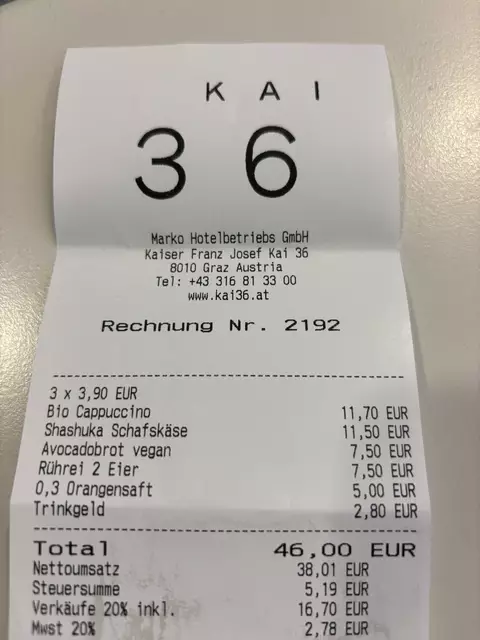 KAI
36
Marko Hotelbetriebs GmbH
Kaiser Franz Josef Kai 36
8010 Graz Austria
Tel: +43 316 81 33 00
www.kai36.at
Rechnung Nr. 2192
3 x 3,90 EUR
Bio Cappuccino 11,70 EUR
Shashuka Schafskäse 11,50 EUR
Avocadobrot vegan 7,50 EUR
Rührei 2 Eier 7,50 EUR
0,3 Orangensaft 5,00 EUR
Trinkgeld 2,80 EUR
Total 46,00 EUR
Nettoumsatz 38,01 EUR
Steuersumme 5,19 EUR
Verkäufe 20% inkl. 16,70 EUR
Mwst 20% 2,78 EUR